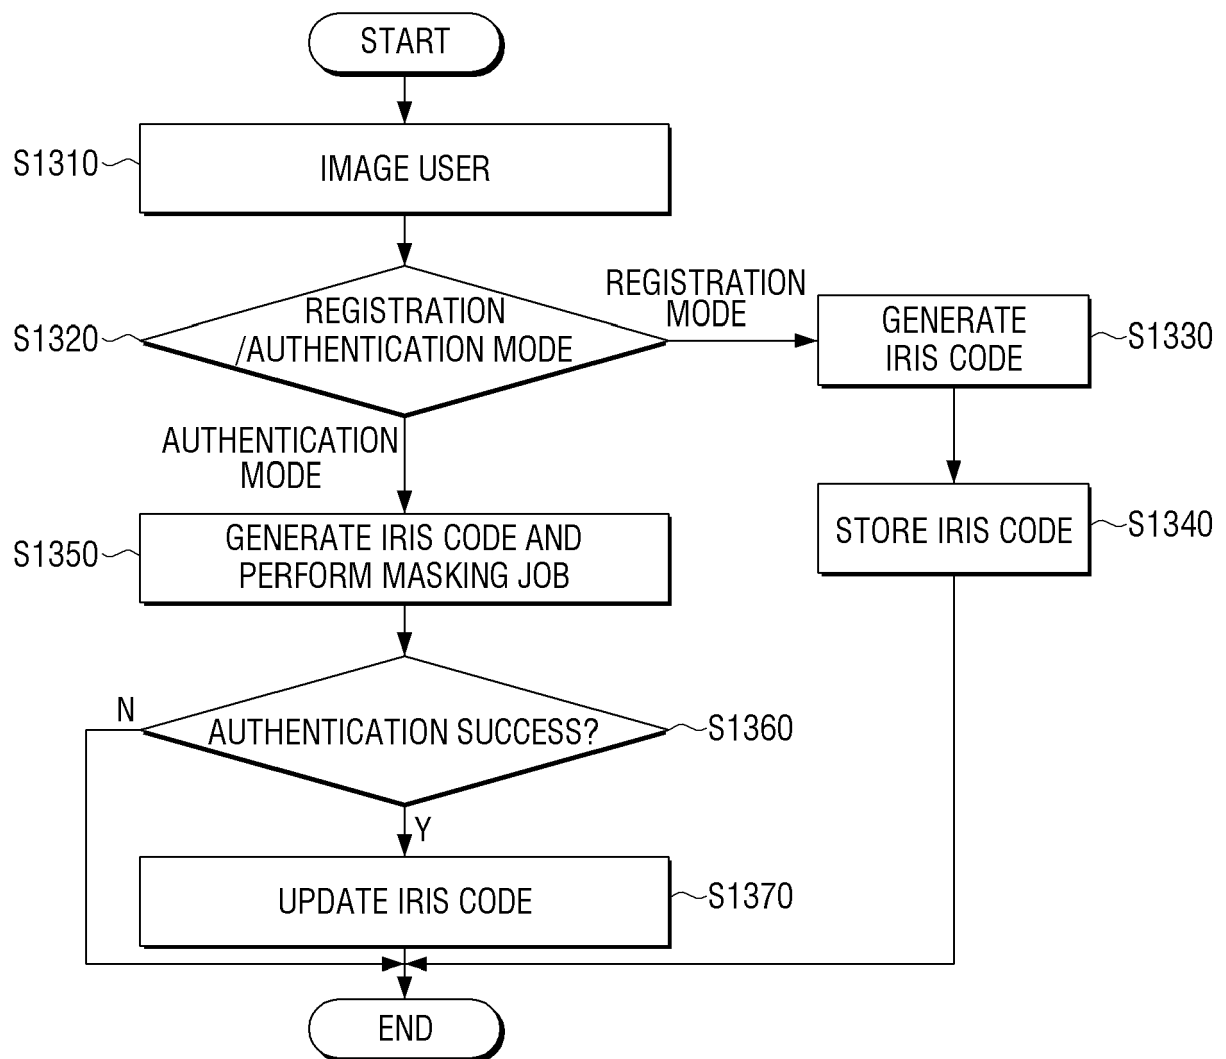 START
S1310
IMAGE USER
S1320
REGISTRATION
/AUTHENTICATION MODE
REGISTRATION
MODE
GENERATE
IRIS CODE
S1330
AUTHENTICATION
MODE
STORE IRIS CODE
S1340
S1350
GENERATE IRIS CODE AND
PERFORM MASKING JOB
N
AUTHENTICATION SUCCESS?
S1360
Y
UPDATE IRIS CODE
S1370
END